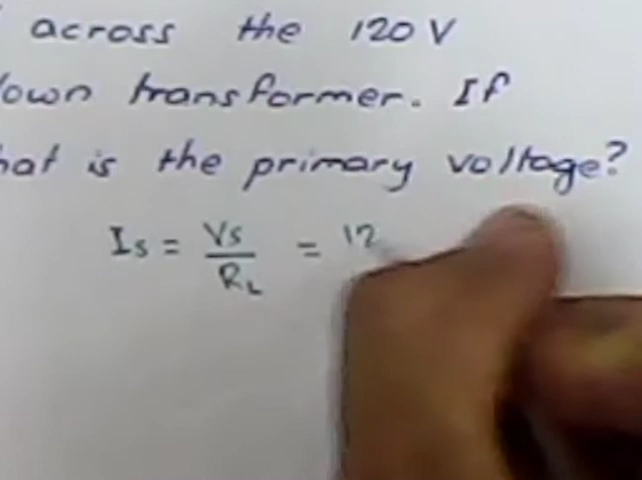 across the 120 V
own transformer. If
hat is the primary voltage?
Is = Vs / RL = 12